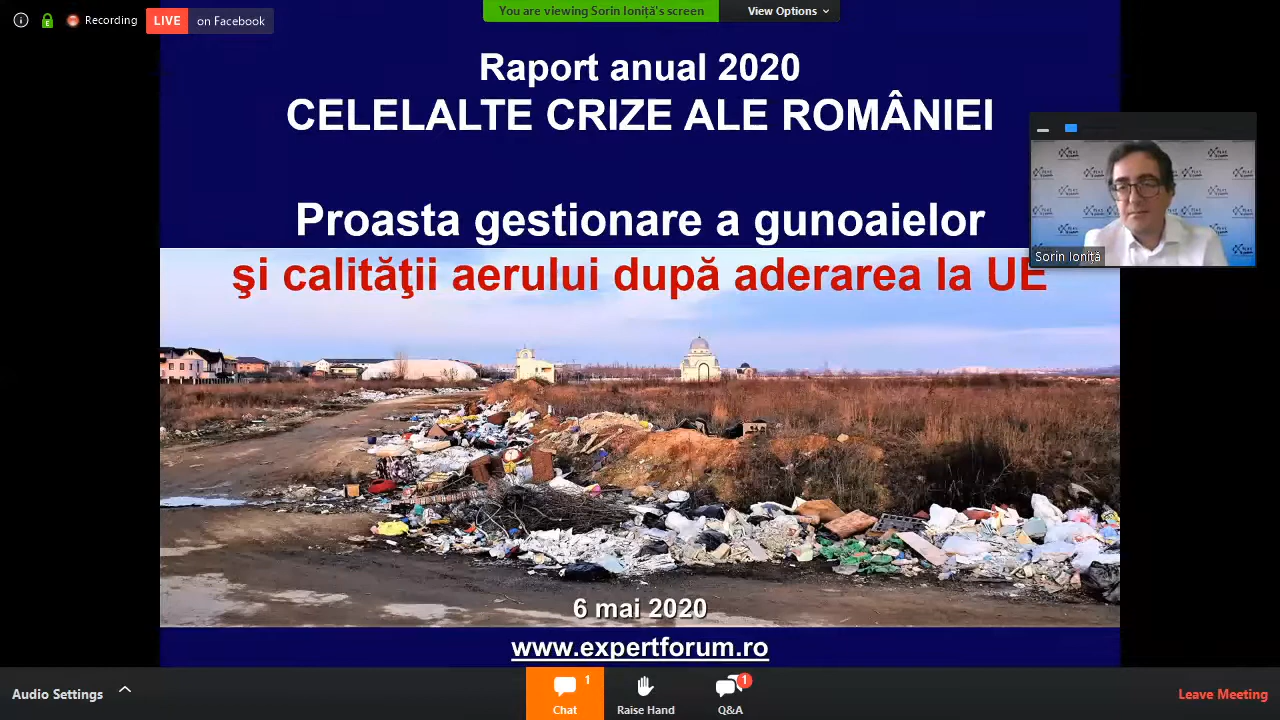 Recording
LIVE
on Facebook
You are viewing Sorin Ioniță's screen
View Options
Raport anual 2020
CELELALTE CRIZE ALE ROMÂNIEI
Proasta gestionare a gunoaielor
şi calităţii aerului după aderarea la UE
Sorin Ioniță
6 mai 2020
www.expertforum.ro
Audio Settings
1
Chat
Raise Hand
1
Q&A
Leave Meeting